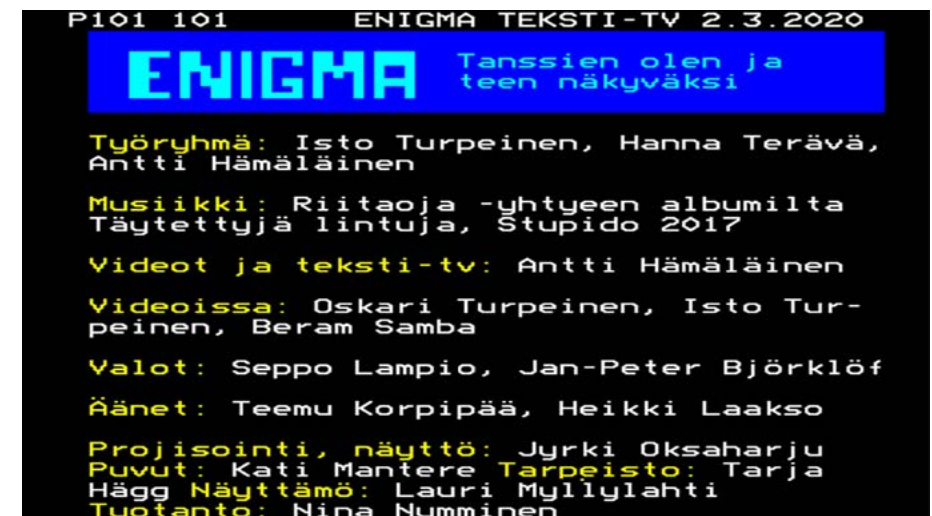 P101 101 ENIGMA TEKSTI-TV 2.3.2020
ENIGMA
Tanssien olen ja
teen näkyväksi
Työryhmä: Isto Turpeinen, Hanna Terävä,
Antti Hämäläinen
Musiikki: Riitaoja -yhtyeen albumilta
Täytettyjä lintuja, Stupido 2017
Videot ja teksti-tv: Antti Hämäläinen
Videoissa: Oskari Turpeinen, Isto Tur-
peinen, Beram Samba
Valot: Seppo Lampio, Jan-Peter Björklöf
Äänet: Teemu Korpipää, Heikki Laakso
Projisointi, näyttö: Jyrki Oksaharju
Puvut: Kati Mantere Tarpeisto: Tarja
Hägg Näyttämö: Lauri Myllylahti
Tuotanto: Nina Numminen